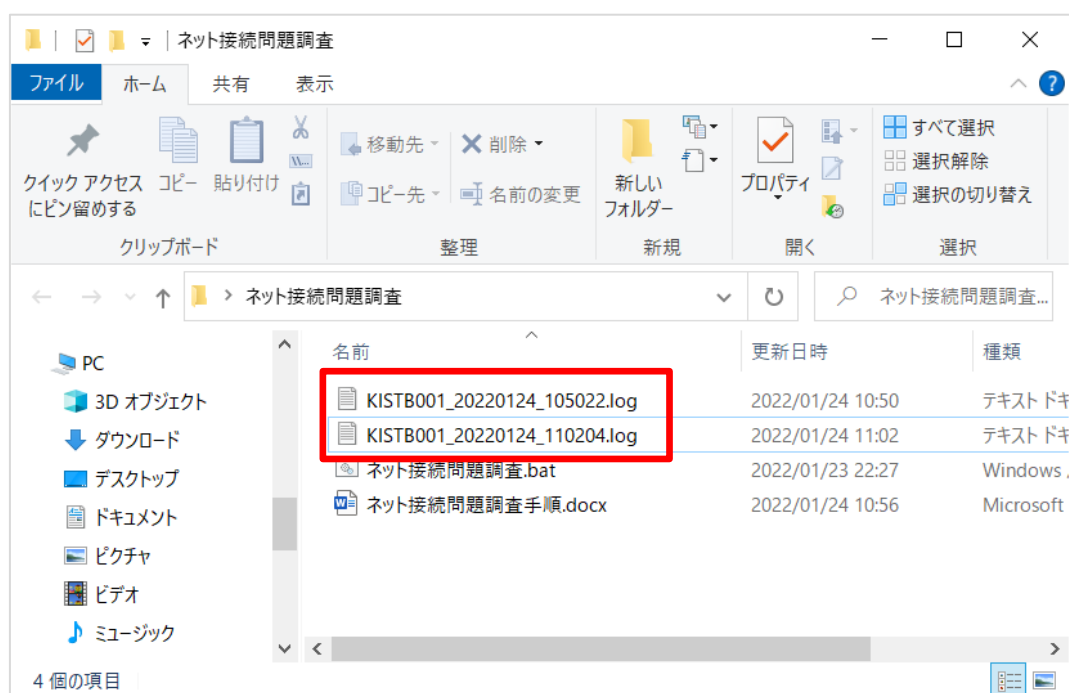 ネット接続問題調査
ファイル ホーム 共有 表示
クイック アクセス
にピン留めする
コピー
貼り付け
移動先
コピー先
削除
名前の変更
新しい
フォルダー
プロパティ
すべて選択
選択解除
選択の切り替え
クリップボード 整理 新規 開く 選択
ネット接続問題調査
ネット接続問題調査...
名前 更新日時 種類
KISTB001_20220124_105022.log 2022/01/24 10:50 テキスト ドキ
KISTB001_20220124_110204.log 2022/01/24 11:02 テキスト ドキ
ネット接続問題調査.bat 2022/01/23 22:27 Windows
ネット接続問題調査手順.docx 2022/01/24 10:56 Microsoft
PC
3D オブジェクト
ダウンロード
デスクトップ
ドキュメント
ピクチャ
ビデオ
ミュージック
4 個の項目